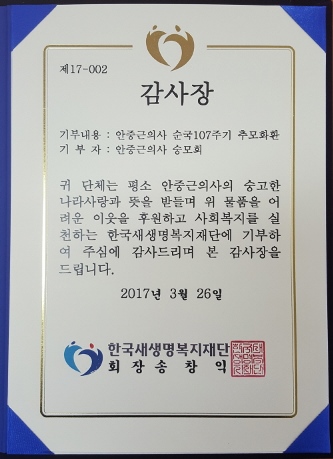 제17-002
감사장
기부내용 : 안중근의사 순국107주기 추모화환
기 부 자 : 안중근의사 숭모회
귀 단체는 평소 안중근의사의 숭고한
나라사랑과 뜻을 받들며 위 물품을 어
려운 이웃을 후원하고 사회복지를 실
천하는 한국새생명복지재단에 기부하
여 주심에 감사드리며 본 감사장을
드립니다.
2017년 3월 26일
한국새생명복지재단
회장 송창익